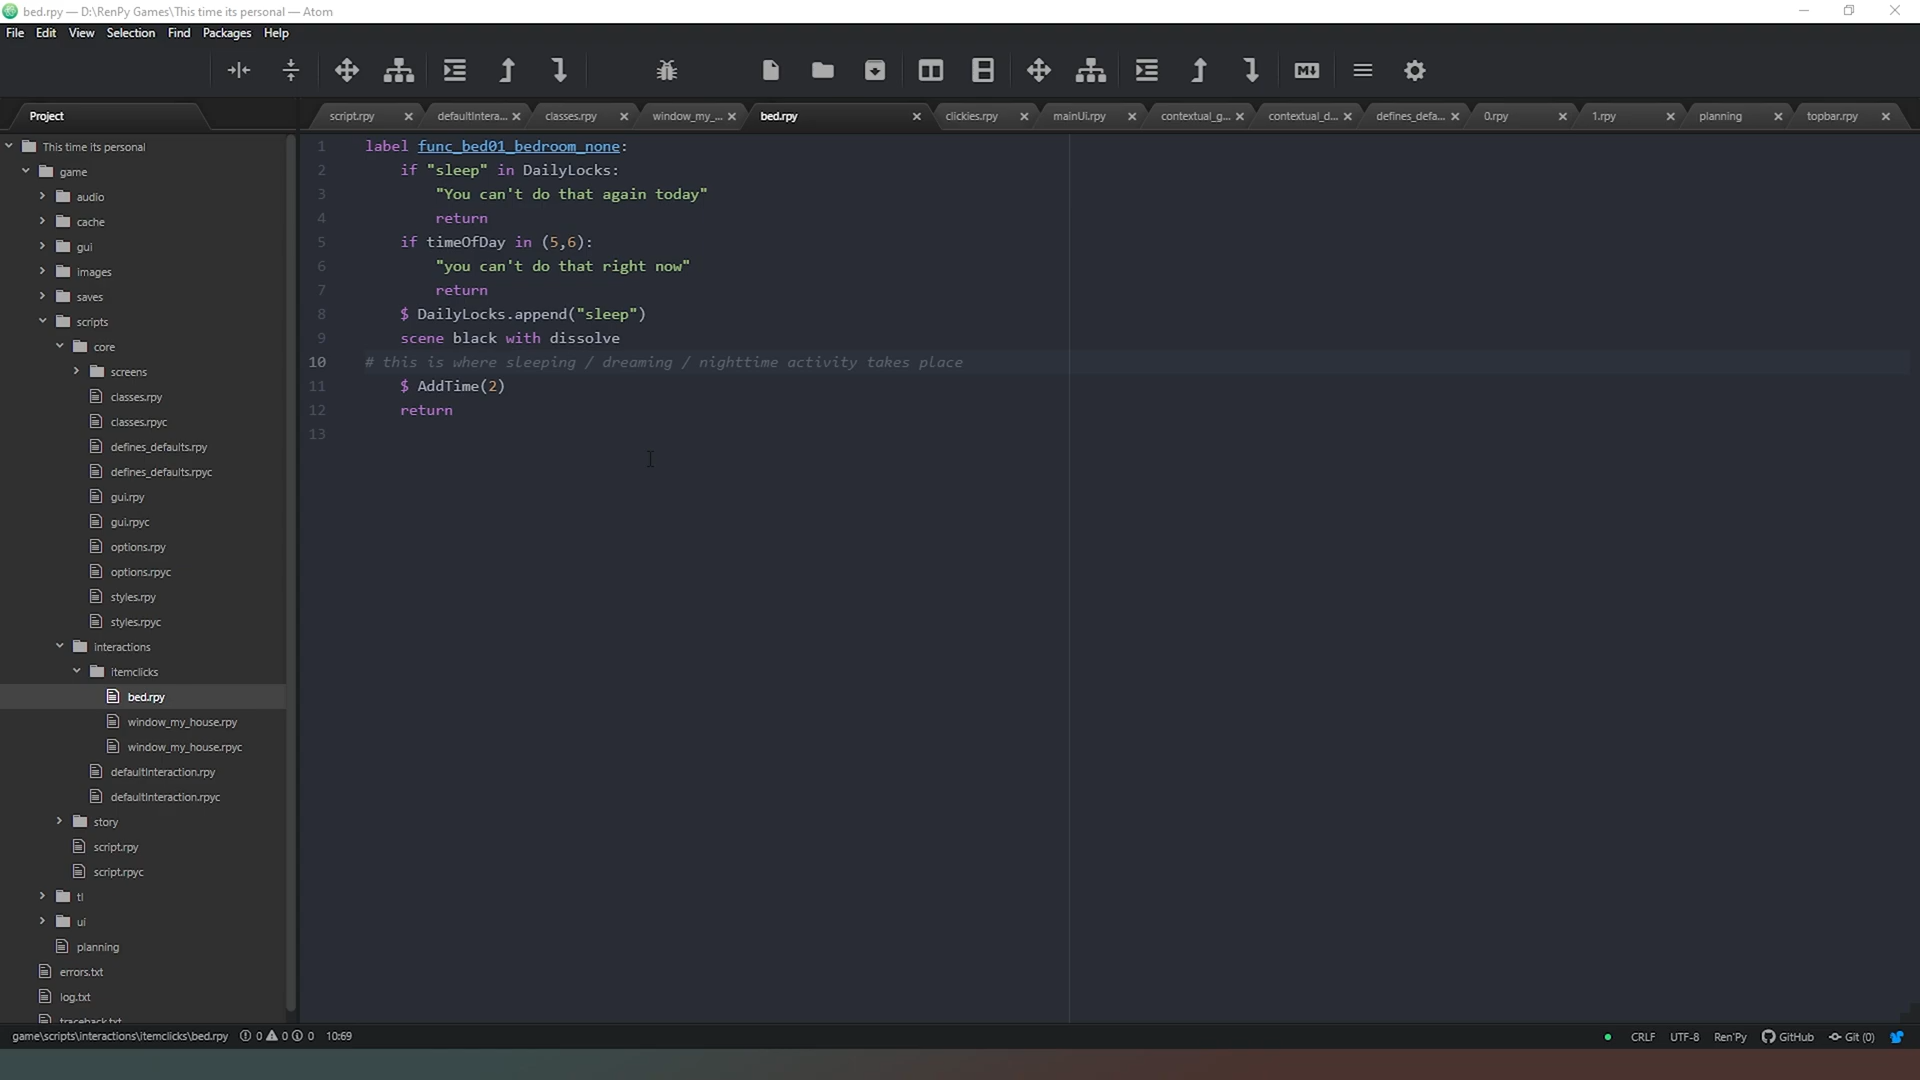 bed.rpy — D:\RenPy Games\This time its personal — Atom
File Edit View Selection Find Packages Help
Project
script.rpy defaultIntera... classes.rpy window_my_... bed.rpy clickies.rpy mainUi.rpy contextual_g... contextual_d... defines_defa... 0.rpy 1.rpy planning topbar.rpy
This time its personal
game
audio
cache
gui
images
saves
scripts
core
screens
classes.rpy
classes.rpyc
defines_defaults.rpy
defines_defaults.rpyc
gui.rpy
gui.rpyc
options.rpy
options.rpyc
styles.rpy
styles.rpyc
interactions
itemclicks
bed.rpy
window_my_house.rpy
window_my_house.rpyc
defaultInteraction.rpy
defaultInteraction.rpyc
story
script.rpy
script.rpyc
tl
ui
planning
errors.txt
log.txt
traceback.txt
1 label func_bed01_bedroom_none:
2 if "sleep" in DailyLocks:
3 "You can't do that again today"
4 return
5 if timeOfDay in (5,6):
6 "you can't do that right now"
7 return
8 $ DailyLocks.append("sleep")
9 scene black with dissolve
10 # this is where sleeping / dreaming / nighttime activity takes place
11 $ AddTime(2)
12 return
13
game\scripts\interactions\itemclicks\bed.rpy 0 0 0 10:69 CRLF UTF-8 Ren'Py GitHub Git (0)